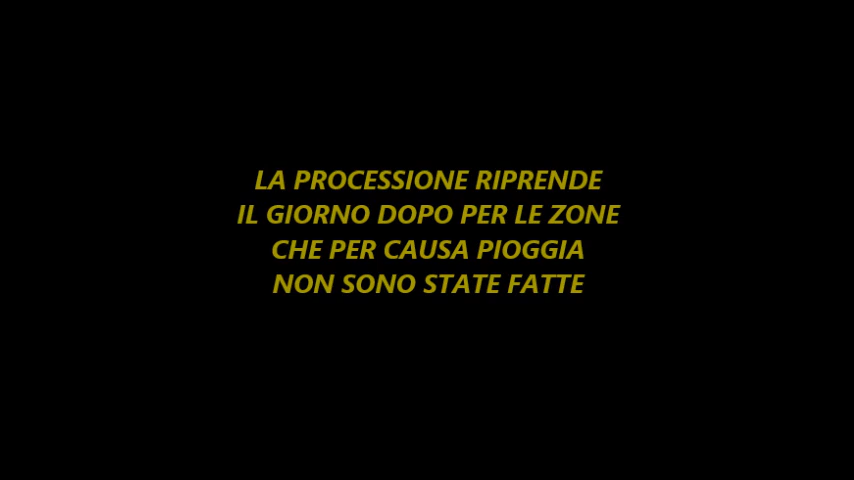 LA PROCESSIONE RIPRENDE
IL GIORNO DOPO PER LE ZONE
CHE PER CAUSA PIOGGIA
NON SONO STATE FATTE